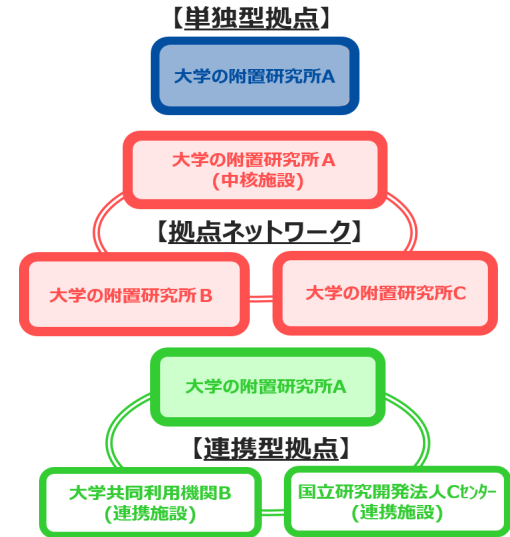 【単独型拠点】
大学の附置研究所A
大学の附置研究所A
(中核施設)
【拠点ネットワーク】
大学の附置研究所B
大学の附置研究所C
大学の附置研究所A
【連携型拠点】
大学共同利用機関B
(連携施設)
国立研究開発法人Cｾﾝﾀｰ
(連携施設)